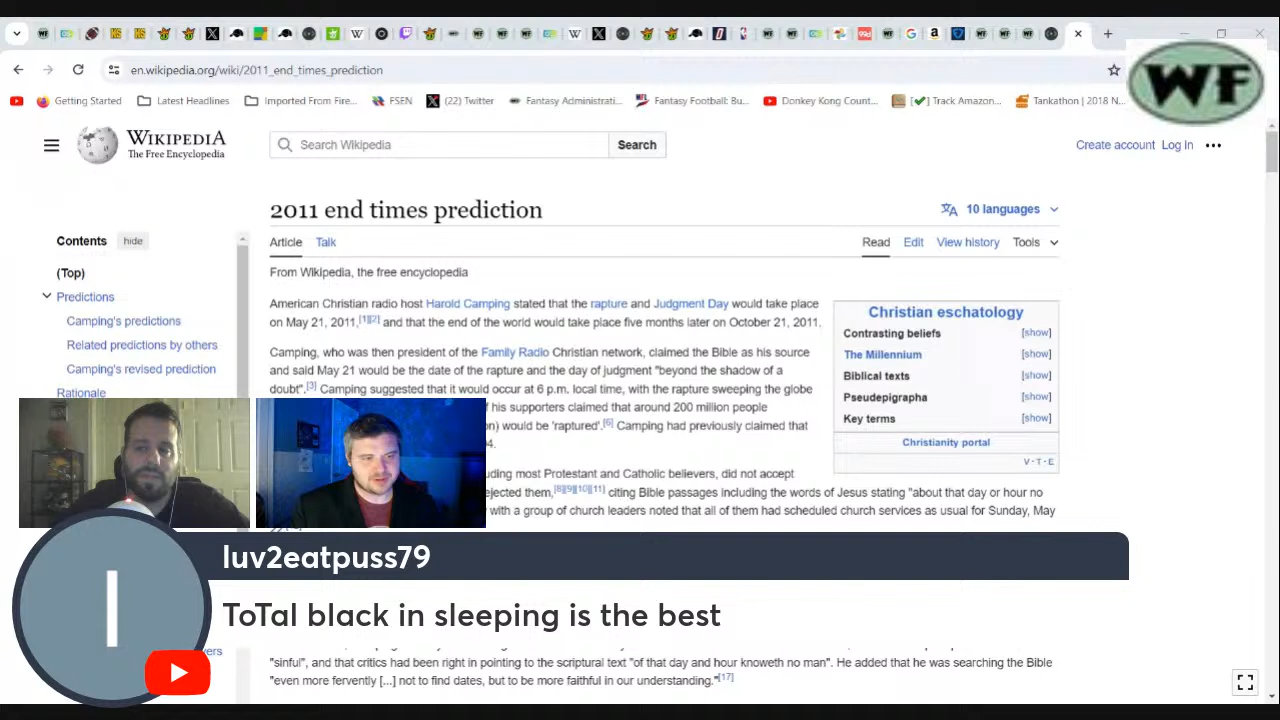 en.wikipedia.org/wiki/2011_end_times_prediction
Getting Started Latest Headlines Imported From Fire... FSEN (22) Twitter Fantasy Administrati... Fantasy Football: Bu... Donkey Kong Count... Track Amazon... Tankathon | 2018 N...
WF
WIKIPEDIA
The Free Encyclopedia
Search Wikipedia
Search
Create account Log in
2011 end times prediction
10 languages
Contents hide
Article Talk
Read Edit View history Tools
(Top)
From Wikipedia, the free encyclopedia
Predictions
Camping's predictions
Related predictions by others
Camping's revised prediction
Rationale
American Christian radio host Harold Camping stated that the rapture and Judgment Day would take place
on May 21, 2011,[1][2] and that the end of the world would take place five months later on October 21, 2011.
Camping, who was then president of the Family Radio Christian network, claimed the Bible as his source
and said May 21 would be the date of the rapture and the day of judgment "beyond the shadow of a
doubt".[3] Camping suggested that it would occur at 6 p.m. local time, with the rapture sweeping the globe
his supporters claimed that around 200 million people
would be 'raptured'.[6] Camping had previously claimed that
4.
Christian eschatology
Contrasting beliefs [show]
The Millennium [show]
Biblical texts [show]
Pseudepigrapha [show]
Key terms [show]
Christianity portal
V·T·E
uding most Protestant and Catholic believers, did not accept
ejected them,[8][9][10][11] citing Bible passages including the words of Jesus stating "about that day or hour no
with a group of church leaders noted that all of them had scheduled church services as usual for Sunday, May
luv2eatpuss79
I
ToTal black in sleeping is the best
vers
"sinful", and that critics had been right in pointing to the scriptural text "of that day and hour knoweth no man". He added that he was searching the Bible
"even more fervently [...] not to find dates, but to be more faithful in our understanding."[17]